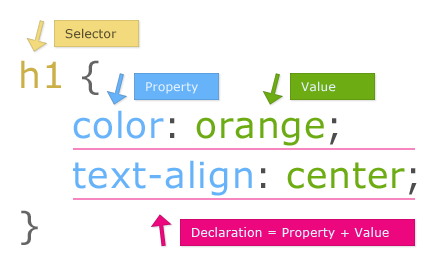 Selector
h1 {
Property
Value
color: orange;
text-align: center;
}
Declaration = Property + Value